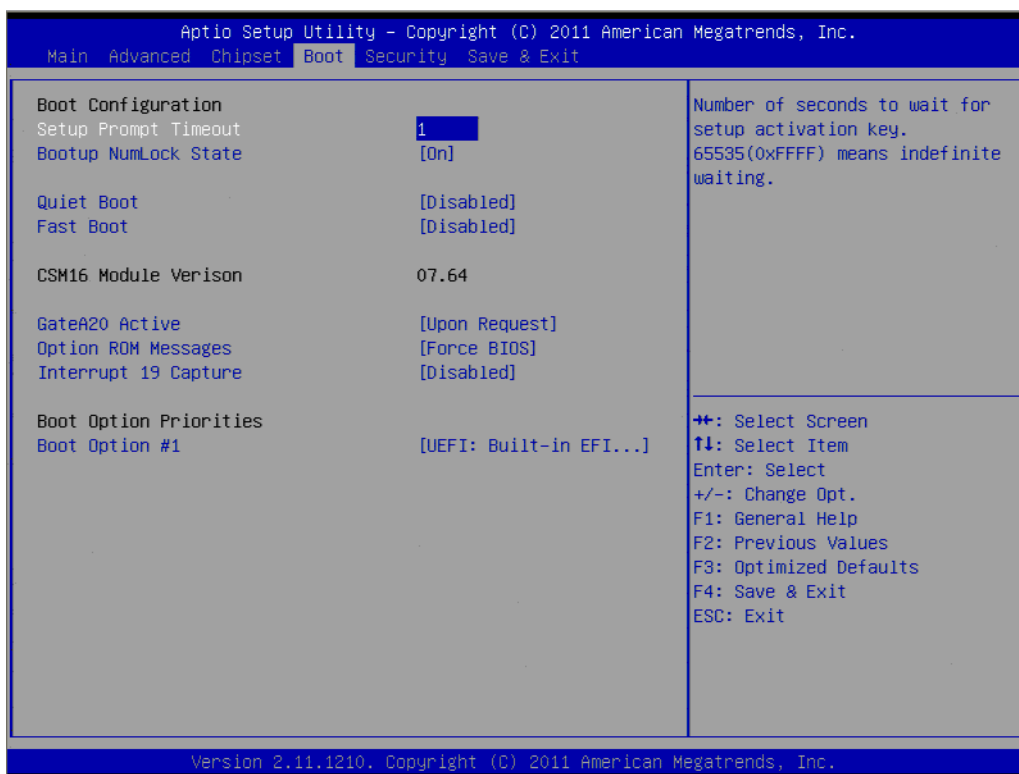 Aptio Setup Utility – Copyright (C) 2011 American Megatrends, Inc.
Main Advanced Chipset Boot Security Save & Exit
Boot Configuration
Setup Prompt Timeout 1
Bootup NumLock State [On]
Quiet Boot [Disabled]
Fast Boot [Disabled]
CSM16 Module Verison 07.64
GateA20 Active [Upon Request]
Option ROM Messages [Force BIOS]
Interrupt 19 Capture [Disabled]
Boot Option Priorities
Boot Option #1 [UEFI: Built-in EFI...]
Number of seconds to wait for
setup activation key.
65535(0xFFFF) means indefinite
waiting.
→←: Select Screen
↑↓: Select Item
Enter: Select
+/-: Change Opt.
F1: General Help
F2: Previous Values
F3: Optimized Defaults
F4: Save & Exit
ESC: Exit
Version 2.11.1210. Copyright (C) 2011 American Megatrends, Inc.